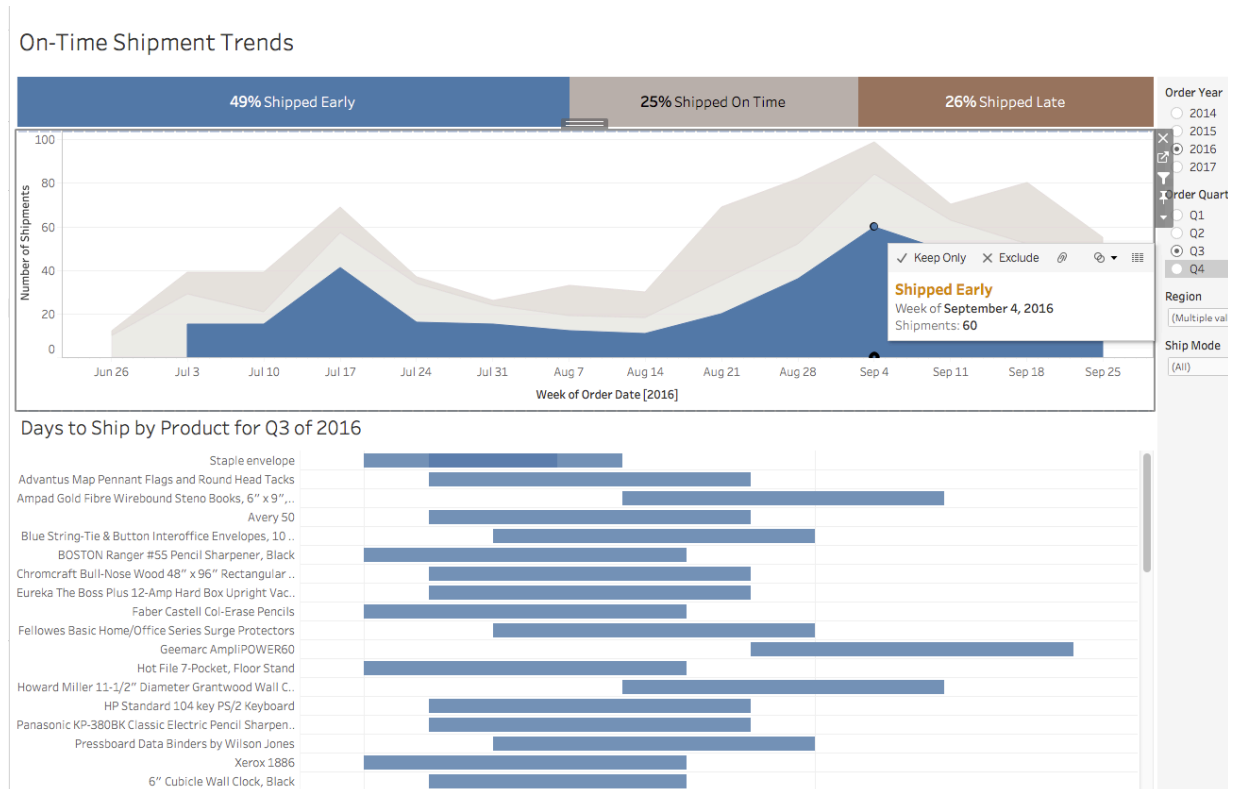 On-Time Shipment Trends
49% Shipped Early
25% Shipped On Time
26% Shipped Late
Order Year
2014
2015
2016
2017
Order Quart
Q1
Q2
Q3
Q4
Region
(Multiple val
Ship Mode
(All)
Number of Shipments
100
80
60
40
20
0
Keep Only
Exclude
Shipped Early
Week of September 4, 2016
Shipments: 60
Jun 26 Jul 3 Jul 10 Jul 17 Jul 24 Jul 31 Aug 7 Aug 14 Aug 21 Aug 28 Sep 4 Sep 11 Sep 18 Sep 25
Week of Order Date [2016]
Days to Ship by Product for Q3 of 2016
Staple envelope
Advantus Map Pennant Flags and Round Head Tacks
Ampad Gold Fibre Wirebound Steno Books, 6” x 9”,..
Avery 50
Blue String-Tie & Button Interoffice Envelopes, 10 ..
BOSTON Ranger #55 Pencil Sharpener, Black
Chromcraft Bull-Nose Wood 48” x 96” Rectangular ..
Eureka The Boss Plus 12-Amp Hard Box Upright Vac..
Faber Castell Col-Erase Pencils
Fellowes Basic Home/Office Series Surge Protectors
Geemarc AmpliPOWER60
Hot File 7-Pocket, Floor Stand
Howard Miller 11-1/2” Diameter Grantwood Wall C..
HP Standard 104 key PS/2 Keyboard
Panasonic KP-380BK Classic Electric Pencil Sharpen..
Pressboard Data Binders by Wilson Jones
Xerox 1886
6” Cubicle Wall Clock, Black